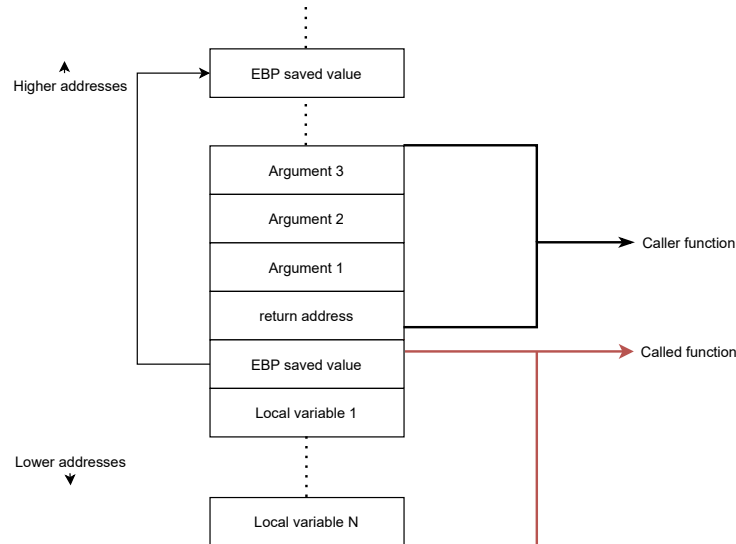 EBP saved value
Higher addresses
Argument 3
Argument 2
Argument 1
Caller function
return address
Called function
EBP saved value
Local variable 1
Lower addresses
Local variable N